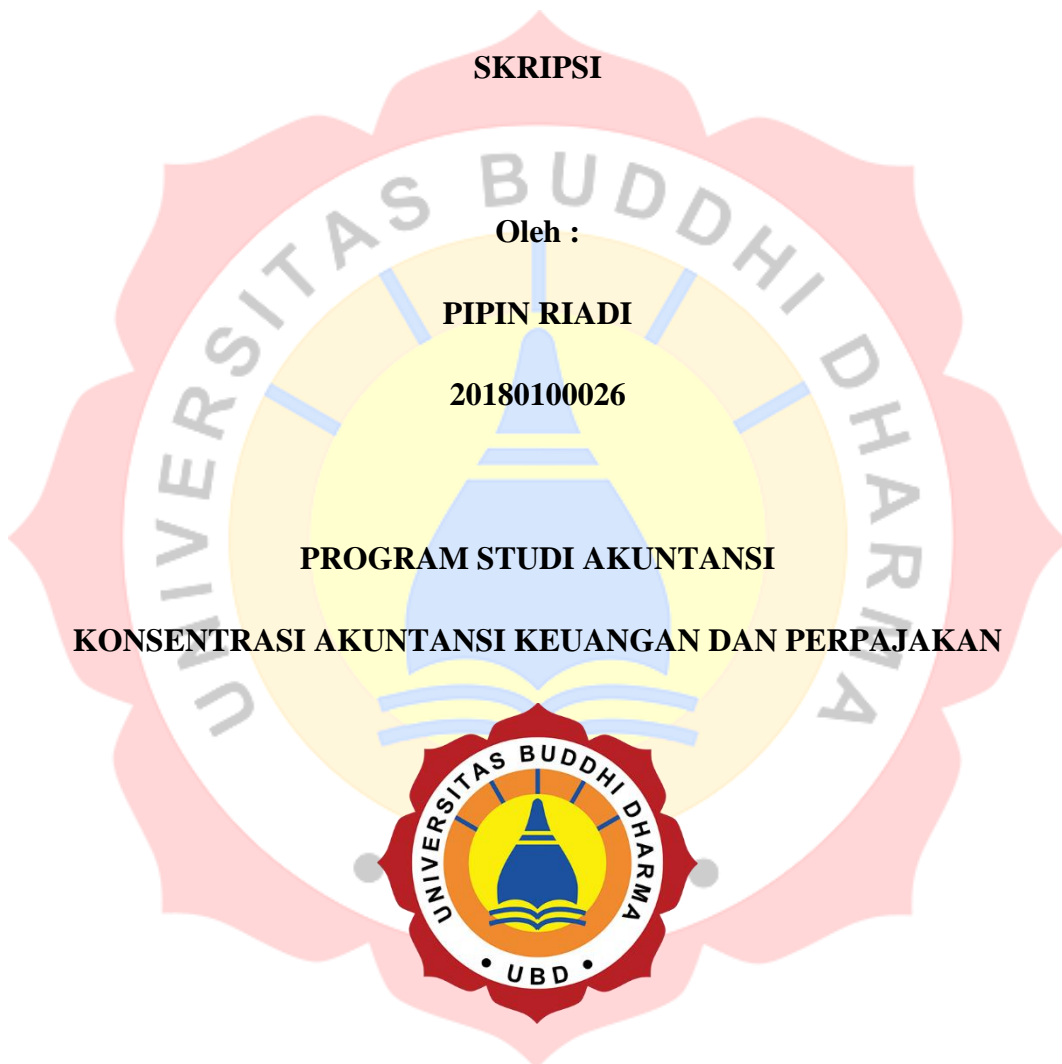 SKRIPSI
Oleh :
PIPIN RIADI
20180100026
PROGRAM STUDI AKUNTANSI
KONSENTRASI AKUNTANSI KEUANGAN DAN PERPAJAKAN
UNIVERSITAS BUDDHI DHARMA
UNIVERSITAS BUDDHI DHARMA
• UBD •